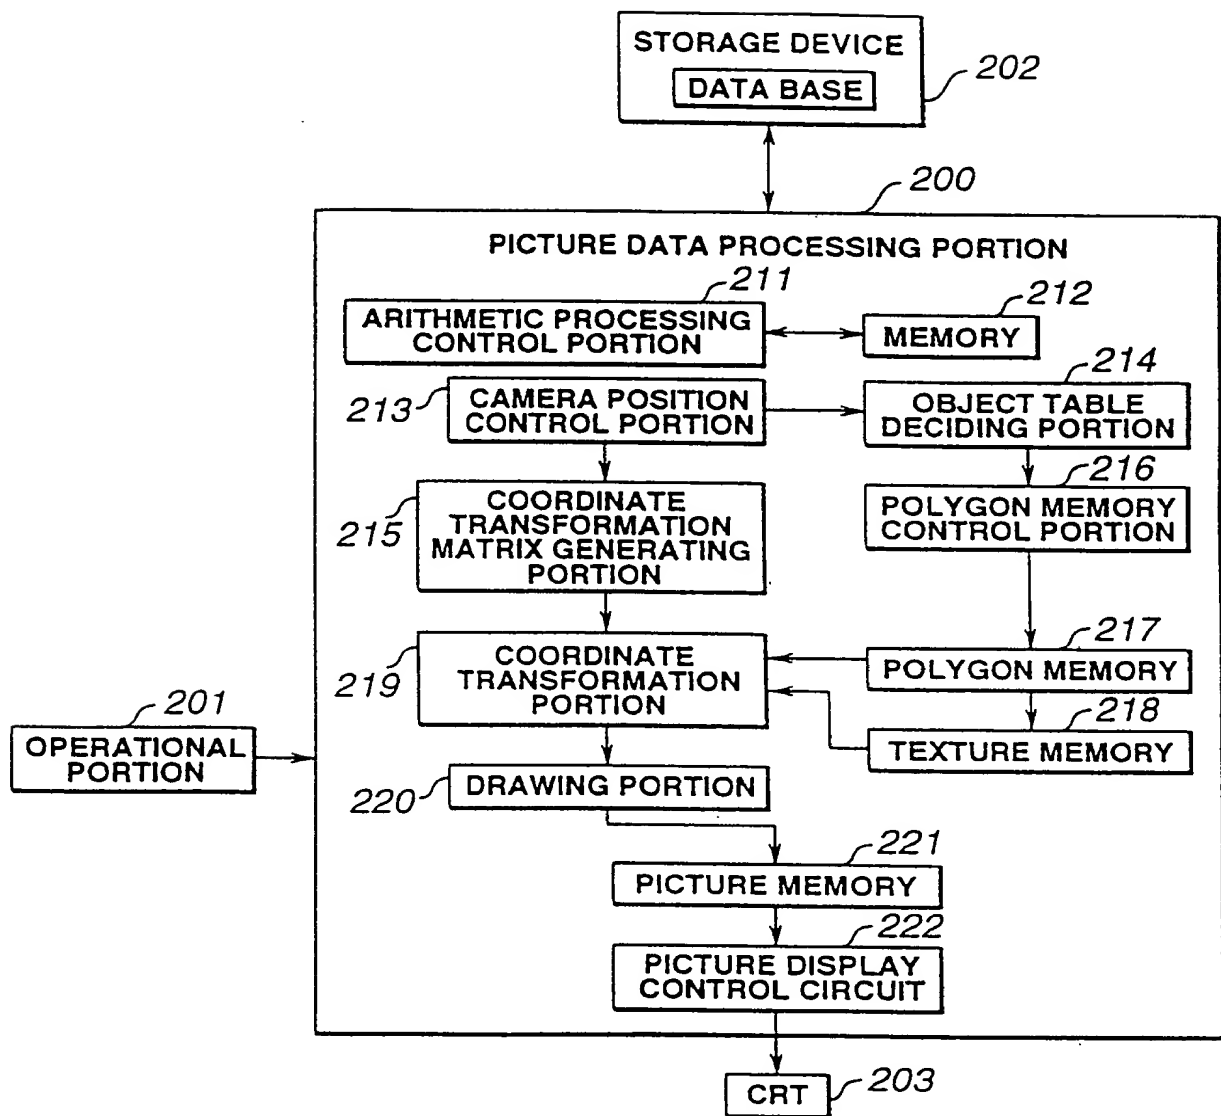 STORAGE DEVICE
DATA BASE
202
200
PICTURE DATA PROCESSING PORTION
211
ARITHMETIC PROCESSING
CONTROL PORTION
212
MEMORY
213
CAMERA POSITION
CONTROL PORTION
214
OBJECT TABLE
DECIDING PORTION
215
COORDINATE
TRANSFORMATION
MATRIX GENERATING
PORTION
216
POLYGON MEMORY
CONTROL PORTION
219
COORDINATE
TRANSFORMATION
PORTION
217
POLYGON MEMORY
218
TEXTURE MEMORY
201
OPERATIONAL
PORTION
220
DRAWING PORTION
221
PICTURE MEMORY
222
PICTURE DISPLAY
CONTROL CIRCUIT
CRT
203